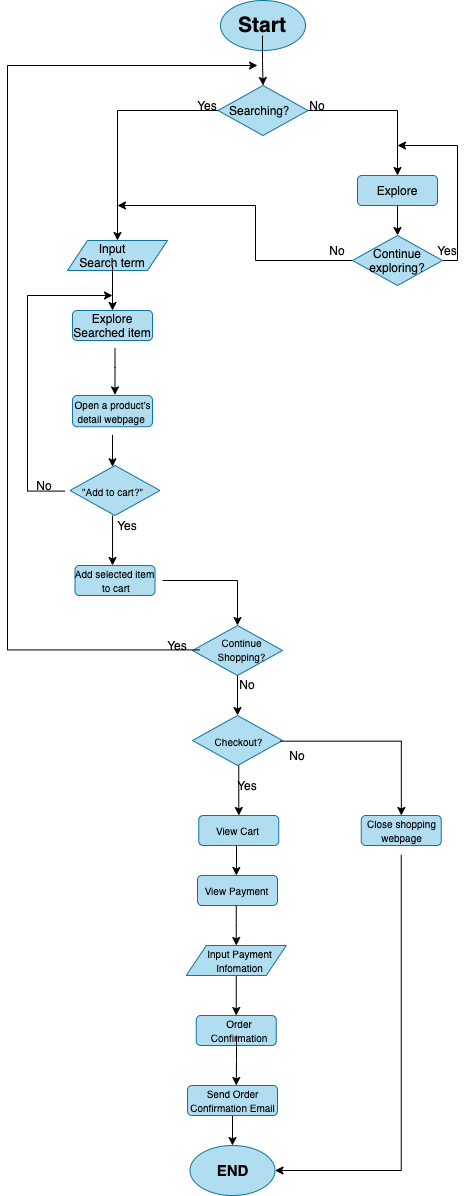 Start
Yes
No
Searching?
Explore
No
Continue
exploring?
Yes
Input
Search term
Explore
Searched item
Open a product's
detail webpage
No
"Add to cart?"
Yes
Add selected item
to cart
Yes
Continue
Shopping?
No
Checkout?
No
Yes
View Cart
Close shopping
webpage
View Payment
Input Payment
Infomation
Order
Confirmation
Send Order
Confirmation Email
END